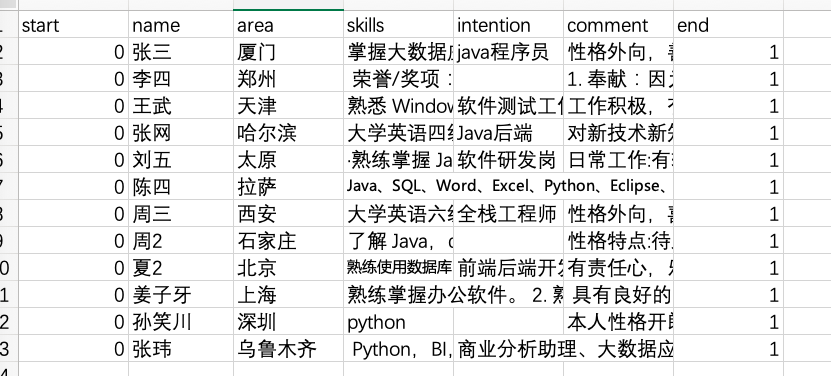 start name area skills intention comment end
2 0 张三 厦门 掌握大数据 java程序员 性格外向， 1
3 0 李四 郑州 荣誉/奖项： 1. 奉献：因 1
4 0 王武 天津 熟悉 Window 软件测试工 工作积极， 1
5 0 张网 哈尔滨 大学英语四 Java后端 对新技术新 1
6 0 刘五 太原 ·熟练掌握 Ja 软件研发岗 日常工作:有 1
7 0 陈四 拉萨 Java、SQL、Word、Excel、Python、Eclipse、 1
8 0 周三 西安 大学英语六 全栈工程师 性格外向， 1
9 0 周2 石家庄 了解 Java， 性格特点:待 1
0 0 夏2 北京 熟练使用数据库 前端后端开 有责任心， 1
1 0 姜子牙 上海 熟练掌握办公软件。 2. 熟 具有良好的 1
2 0 孙笑川 深圳 python 本人性格开 1
3 0 张玮 乌鲁木齐 Python， BI, 商业分析助理、大数据应 1